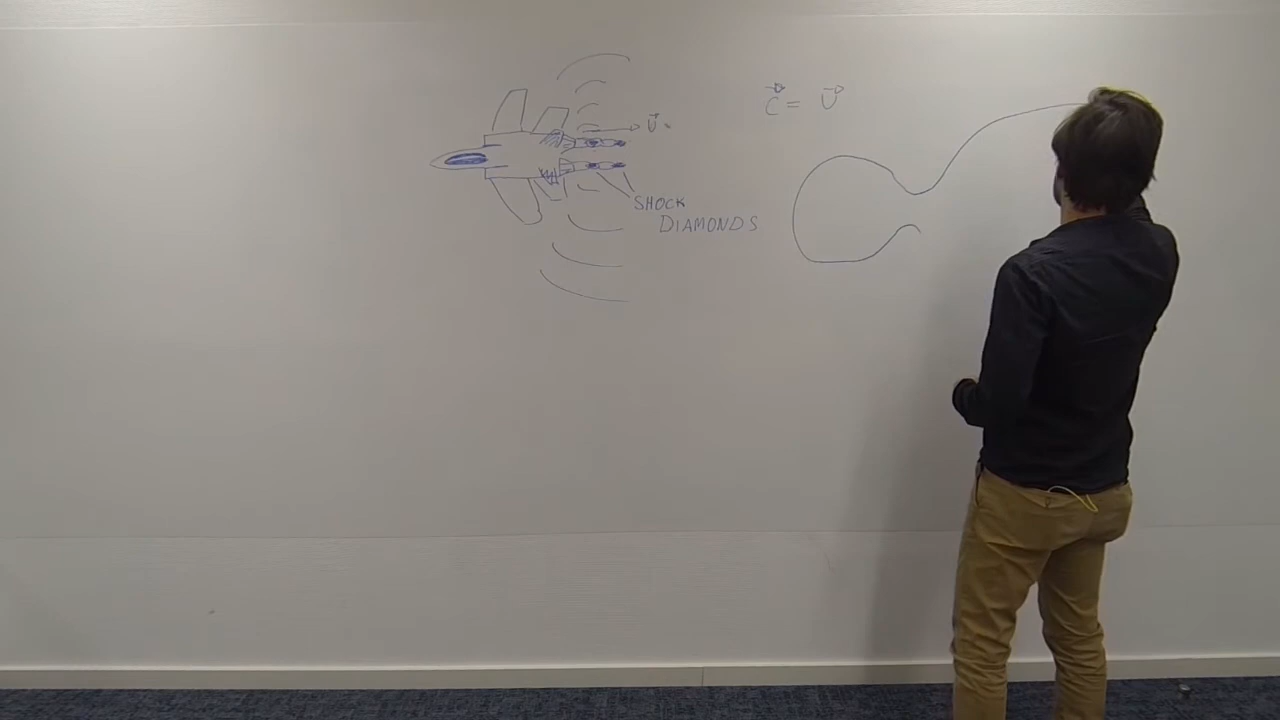 C⃗ = U⃗
U⃗
SHOCK
DIAMONDS